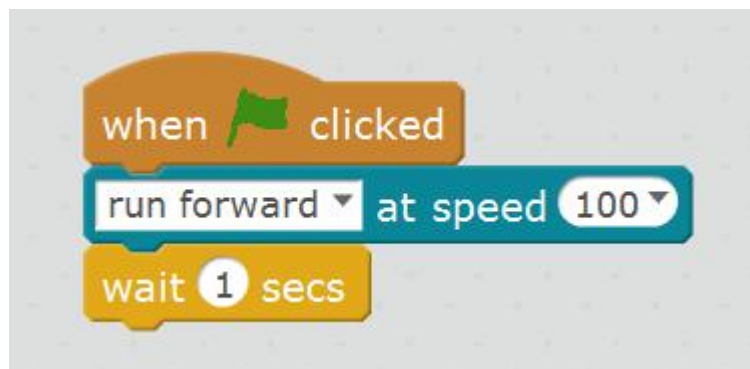 when clicked
run forward at speed 100
wait 1 secs